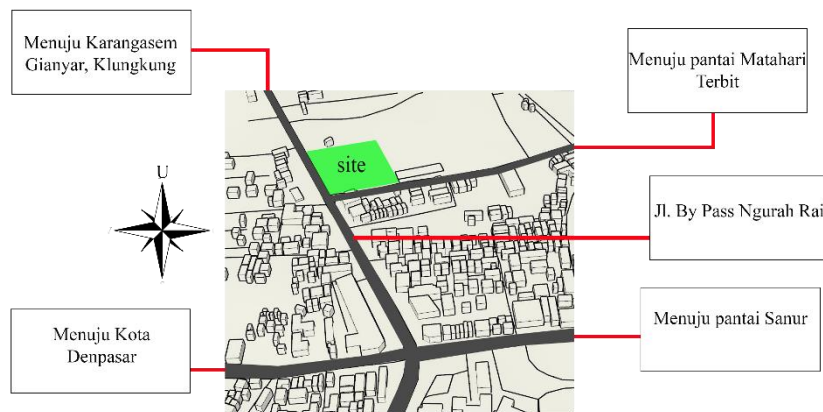 Menuju Karangasem
Gianyar, Klungkung
Menuju pantai Matahari
Terbit
site
U
Jl. By Pass Ngurah Rai
Menuju Kota
Denpasar
Menuju pantai Sanur